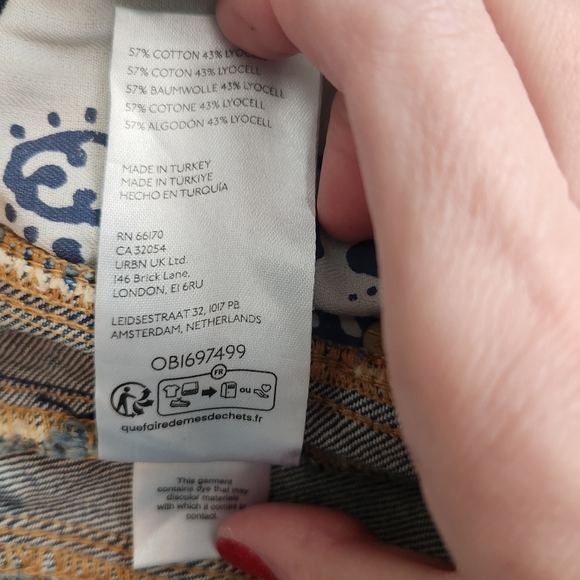 57% COTTON 43% LYOCELL
57% COTON 43% LYOCELL
57% BAUMWOLLE 43% LYOCELL
57% COTONE 43% LYOCELL
57% ALGODÓN 43% LYOCELL
MADE IN TURKEY
MADE IN TÜRKIYE
HECHO EN TURQUÍA
RN 66170
CA 32054
URBN UK Ltd.
146 Brick Lane,
LONDON, E1 6RU
LEIDSESTRAAT 32, 1017 PB
AMSTERDAM, NETHERLANDS
OB1697499
FR
ou
quefairedemesdechets.fr
This garment
contains dye that may
discolor materials
with which it comes in
contact.